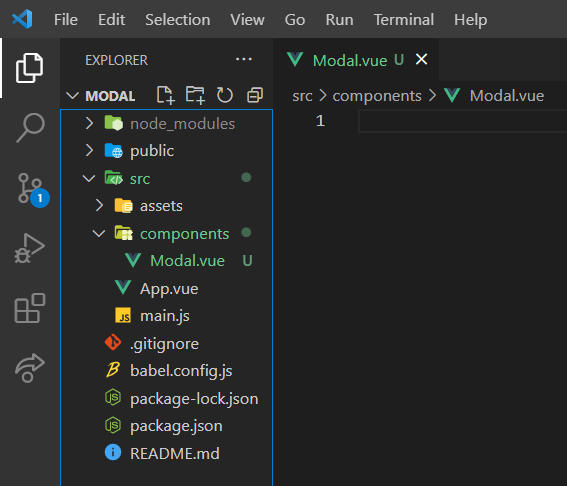 File Edit Selection View Go Run Terminal Help
EXPLORER ...
Modal.vue U
MODAL
src > components > Modal.vue
1
node_modules
public
src
assets
components
Modal.vue U
App.vue
JS main.js
.gitignore
babel.config.js
package-lock.json
package.json
README.md
1